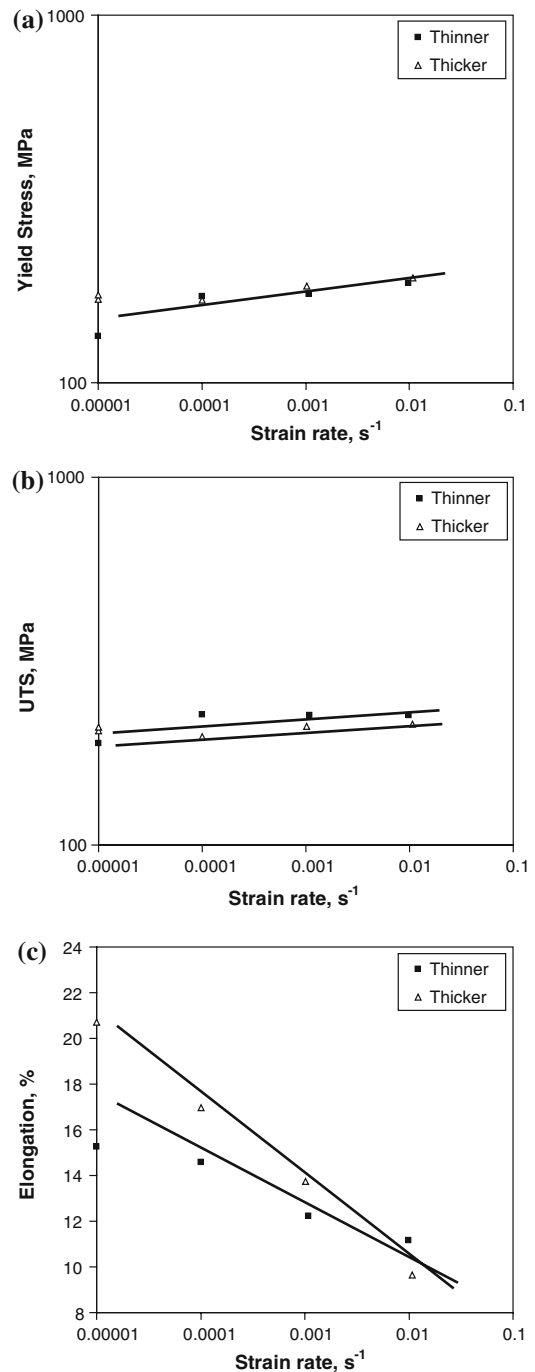 (a)
1000
Thinner
Thicker
Yield Stress, MPa
100
0.00001 0.0001 0.001 0.01 0.1
Strain rate, s⁻¹
(b)
1000
Thinner
Thicker
UTS, MPa
100
0.00001 0.0001 0.001 0.01 0.1
Strain rate, s⁻¹
(c)
24
Thinner
Thicker
22
20
18
16
14
12
10
8
Elongation, %
0.00001 0.0001 0.001 0.01 0.1
Strain rate, s⁻¹